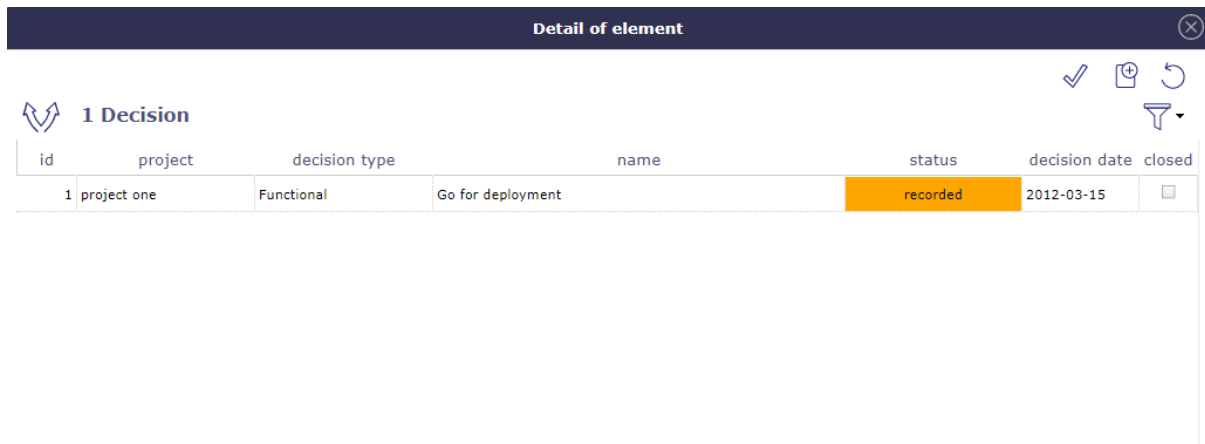 Detail of element
1 Decision
id project decision type name status decision date closed
1 project one Functional Go for deployment recorded 2012-03-15